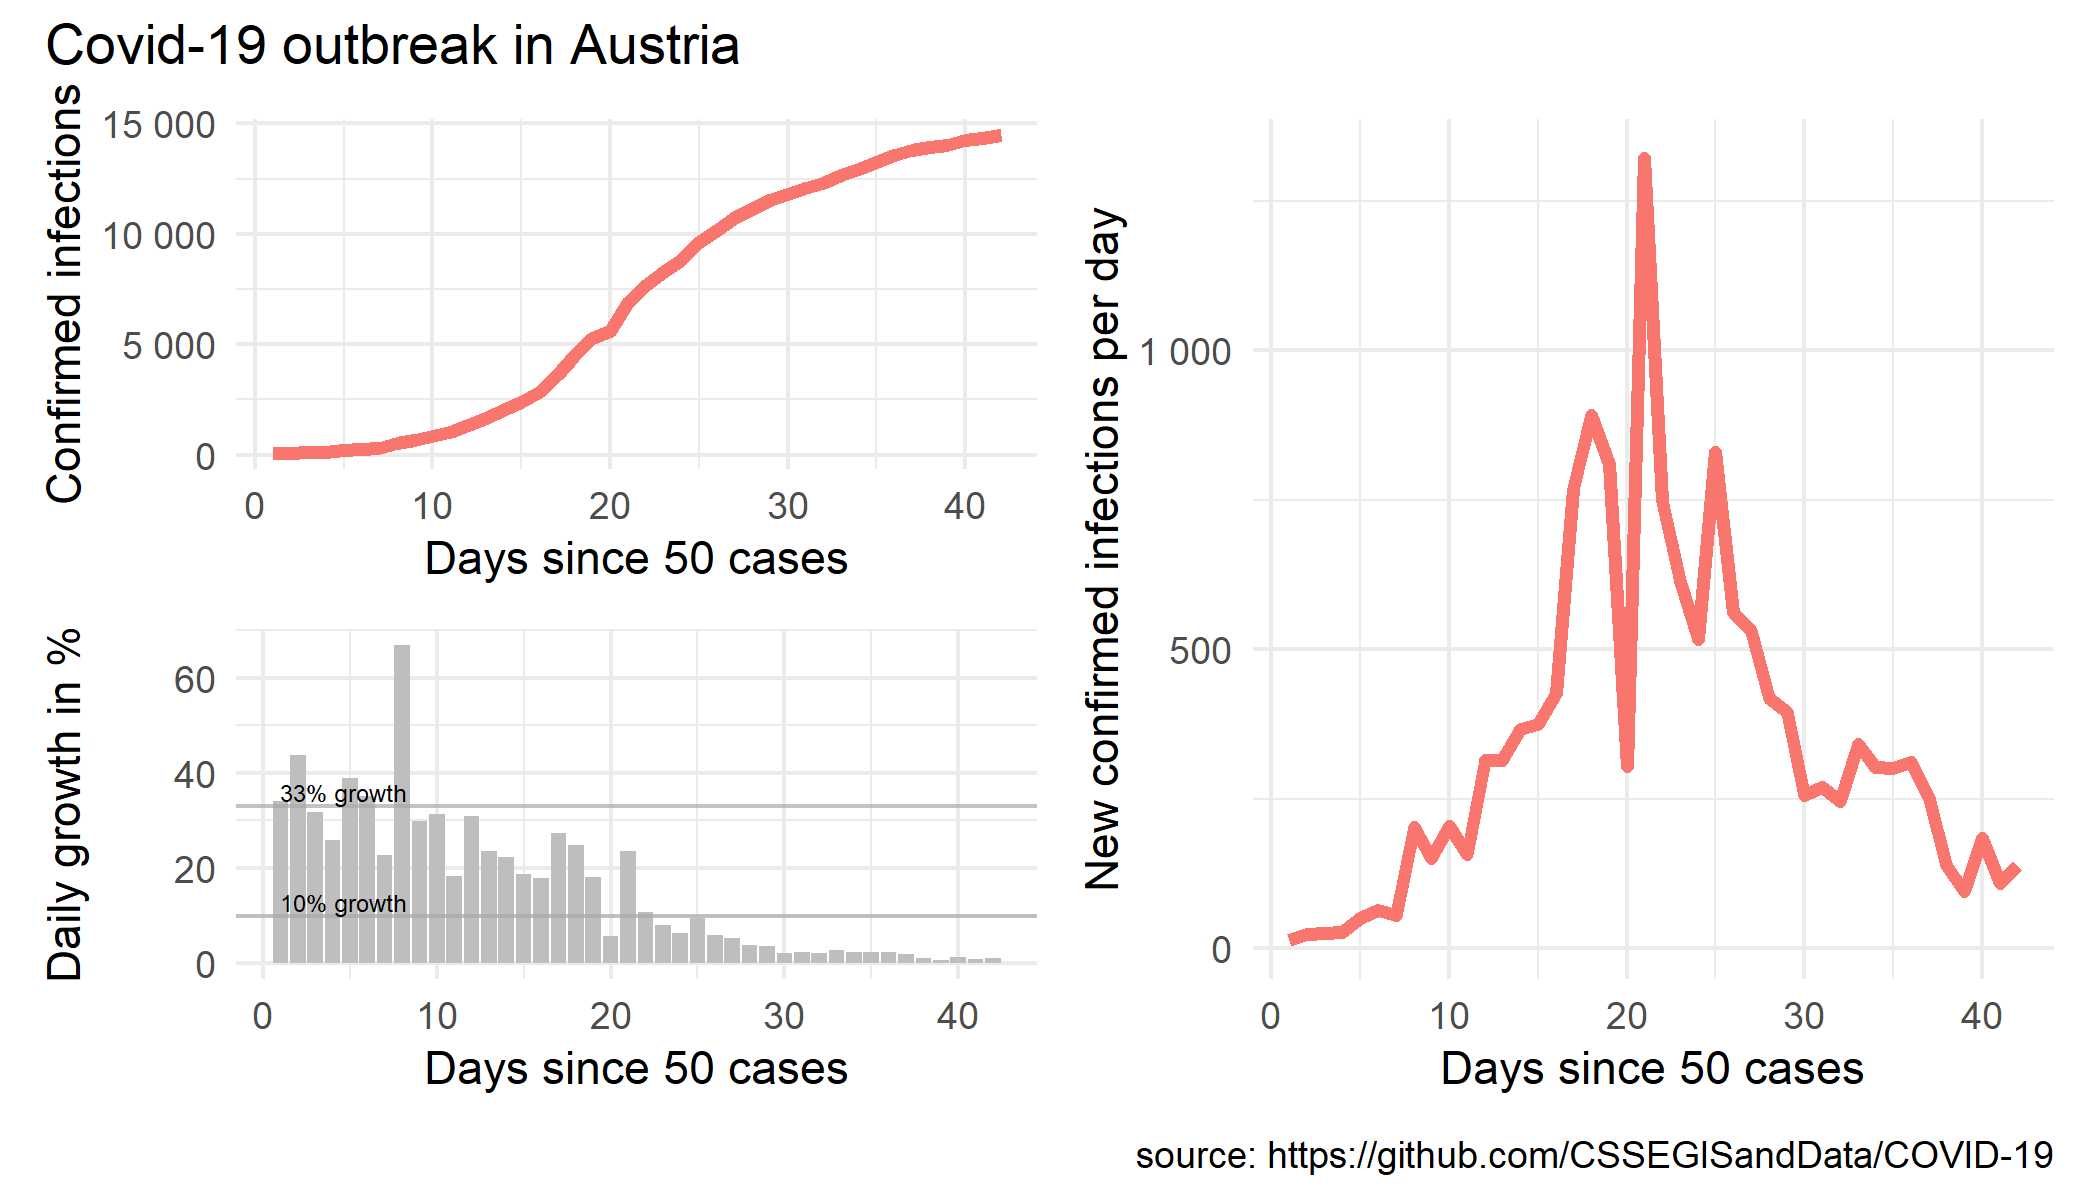 Covid-19 outbreak in Austria
Confirmed infections
15 000
10 000
5 000
0
0 10 20 30 40
Days since 50 cases
Daily growth in %
60
40
20
0
33% growth
10% growth
0 10 20 30 40
Days since 50 cases
New confirmed infections per day
1 000
500
0
0 10 20 30 40
Days since 50 cases
source: https://github.com/CSSEGISandData/COVID-19